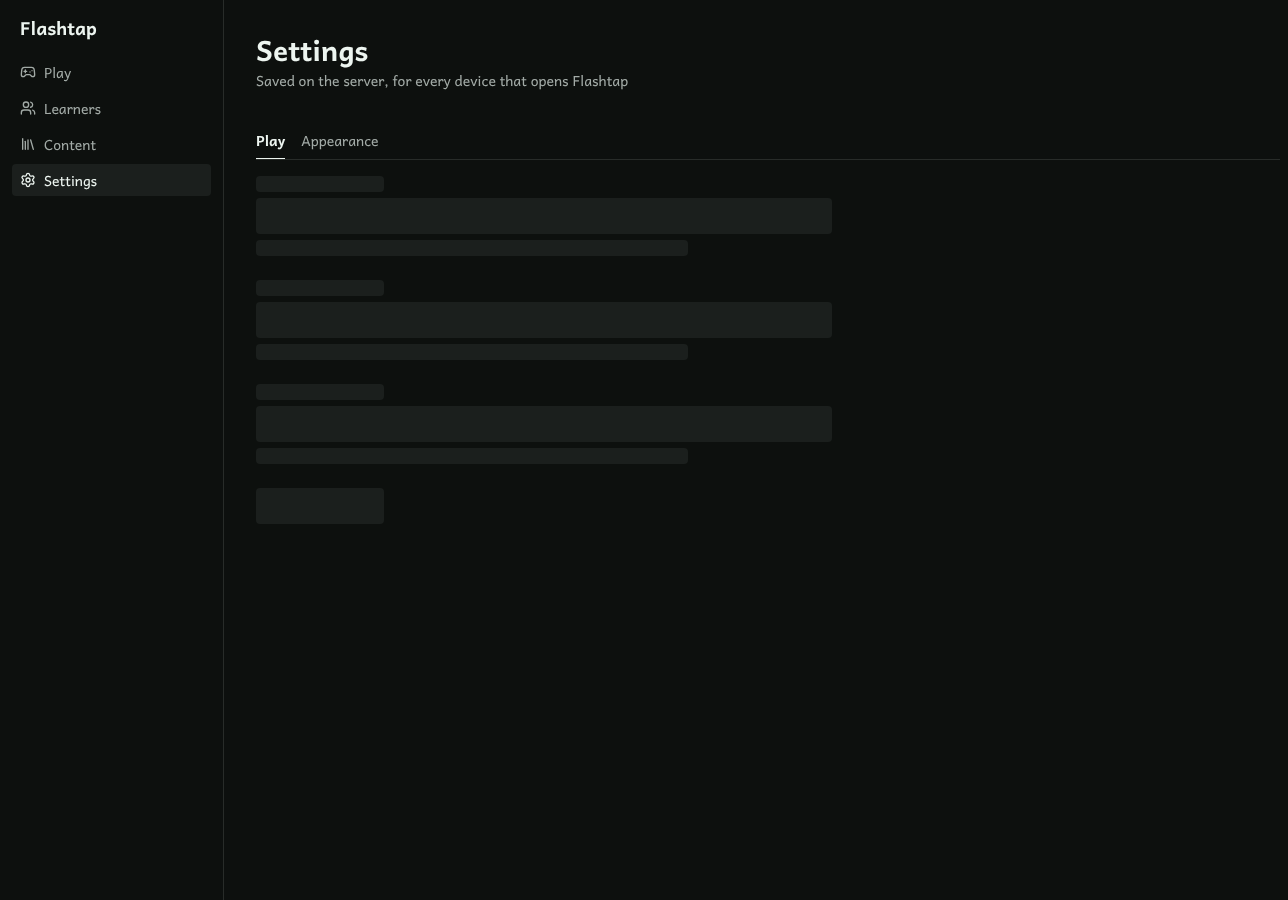 Flashtap
Play
Learners
Content
Settings
Settings
Saved on the server, for every device that opens Flashtap
Play
Appearance